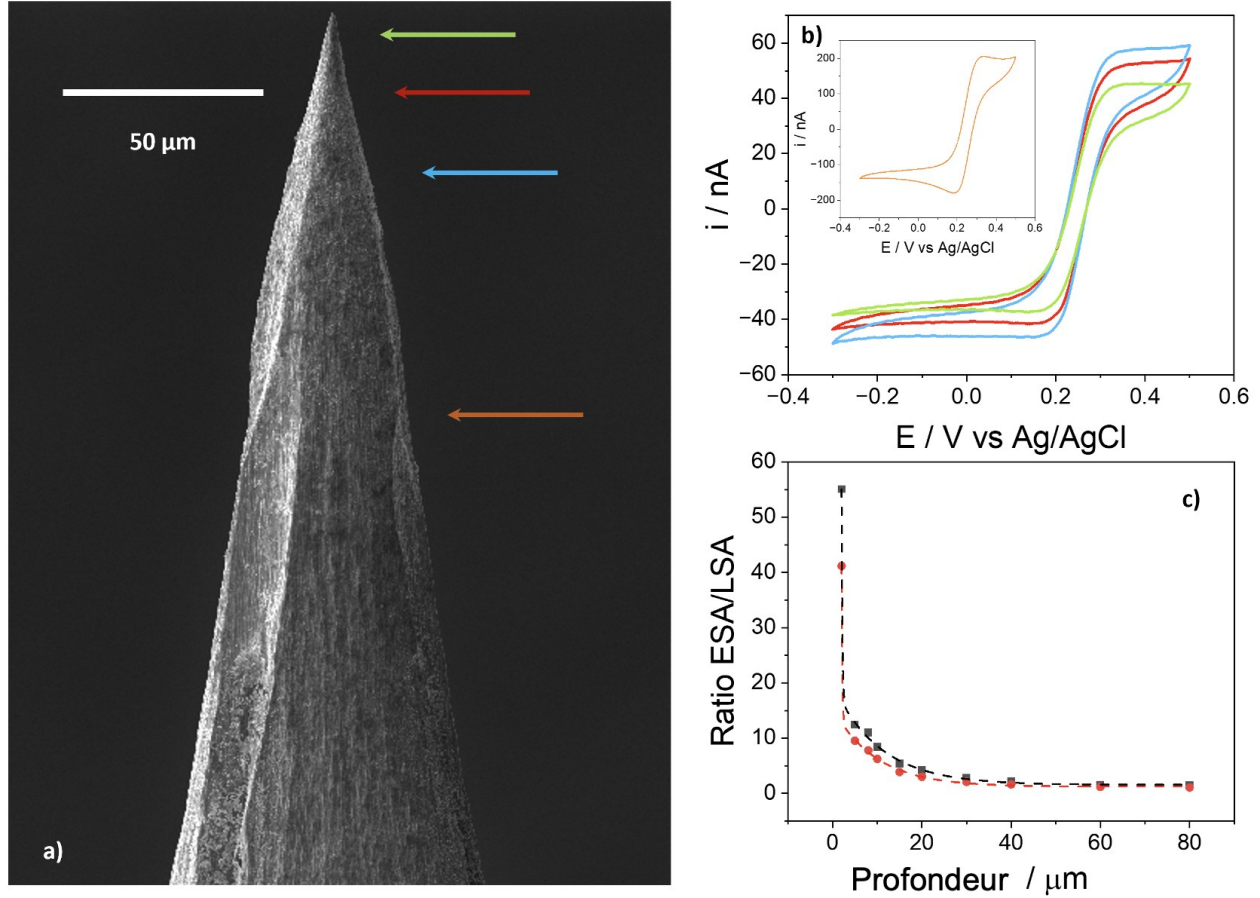 50 µm
a)
b)
60
40
20
0
−20
−40
−60
i / nA
−0.4 −0.2 0.0 0.2 0.4 0.6
E / V vs Ag/AgCl
200
100
0
−100
−200
i / nA
−0.4 −0.2 0.0 0.2 0.4 0.6
E / V vs Ag/AgCl
c)
60
50
40
30
20
10
0
Ratio ESA/LSA
0 20 40 60 80
Profondeur / μm